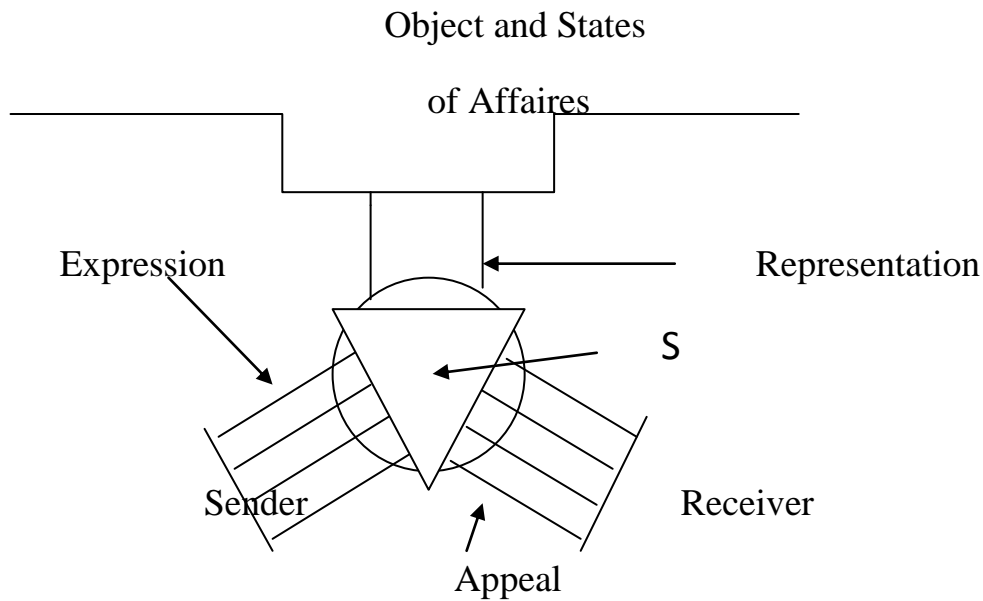 Object and States
of Affaires
Expression
Representation
S
Sender
Receiver
Appeal